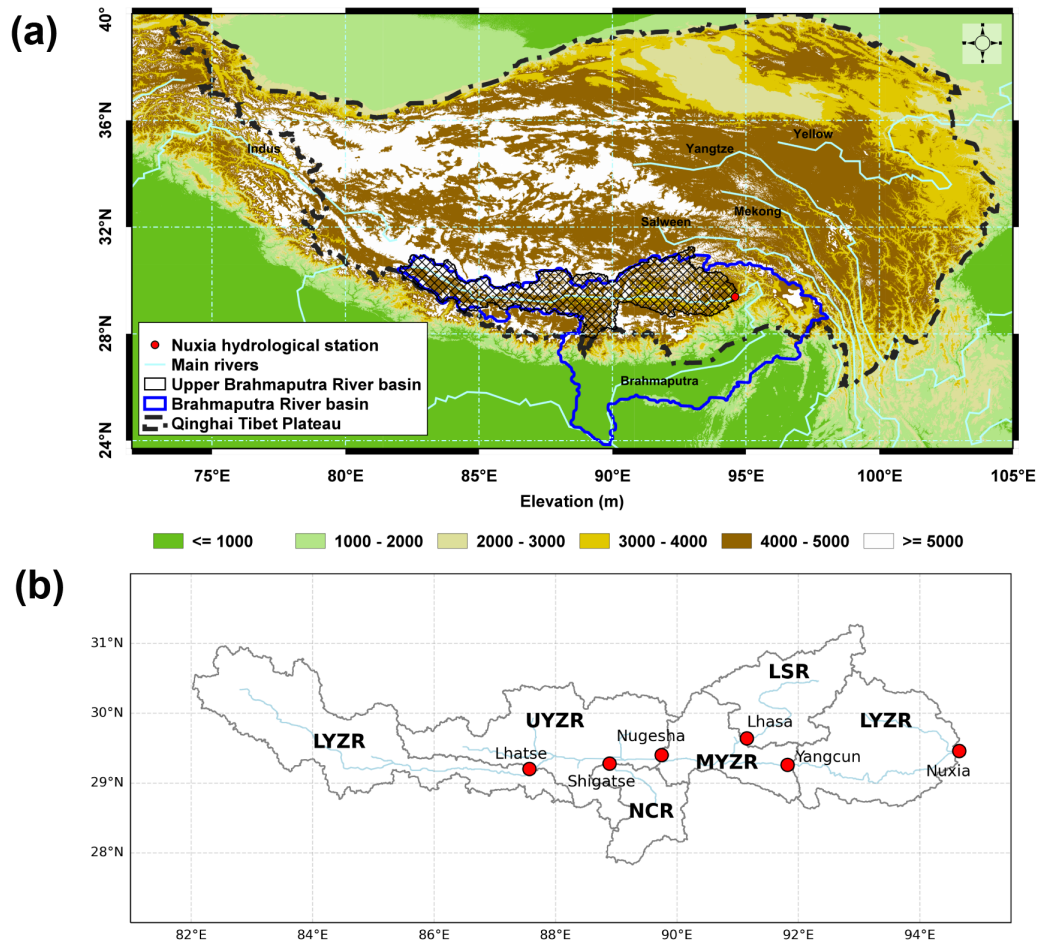 (a)
40°
36°N
32°N
28°N
24°N
Indus
Yellow
Yangtze
Mekong
Salween
Brahmaputra
Nuxia hydrological station
Main rivers
Upper Brahmaputra River basin
Brahmaputra River basin
Qinghai Tibet Plateau
75°E 80°E 85°E 90°E 95°E 100°E 105°E
Elevation (m)
<= 1000 1000 - 2000 2000 - 3000 3000 - 4000 4000 - 5000 >= 5000
(b)
31°N
30°N
29°N
28°N
LSR
UYZR
Nugesha
Lhasa
LYZR
LYZR
Lhatse
MYZR
Yangcun
Shigatse
Nuxia
NCR
82°E 84°E 86°E 88°E 90°E 92°E 94°E